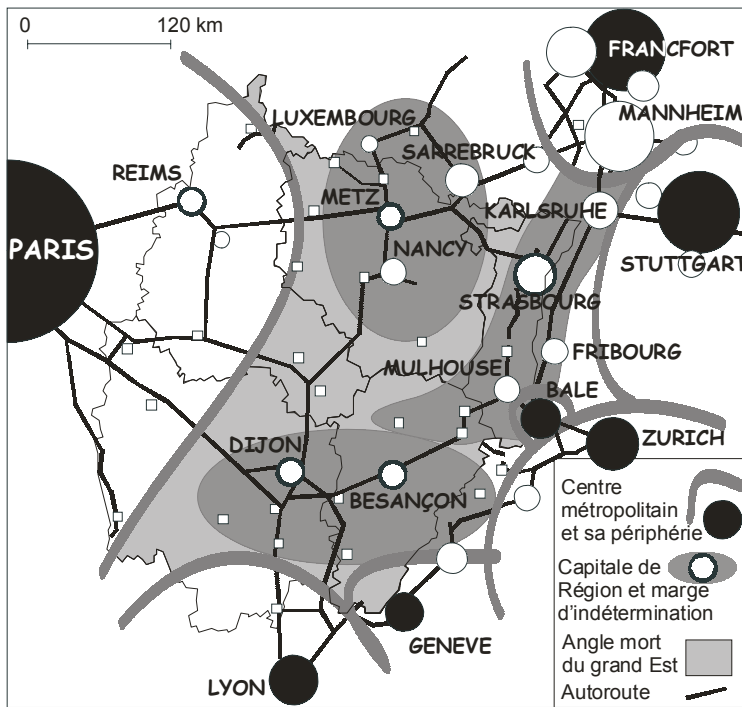 0 120 km
FRANCFORT
LUXEMBOURG
MANNHEIM
SARREBRUCK
REIMS
METZ
KARLSRUHE
PARIS
NANCY
STUTTGART
STRASBOURG
MULHOUSE
FRIBOURG
BALE
DIJON
ZURICH
BESANÇON
GENEVE
LYON
Centre
métropolitain
et sa périphérie
Capitale de
Région et marge
d'indétermination
Angle mort
du grand Est
Autoroute